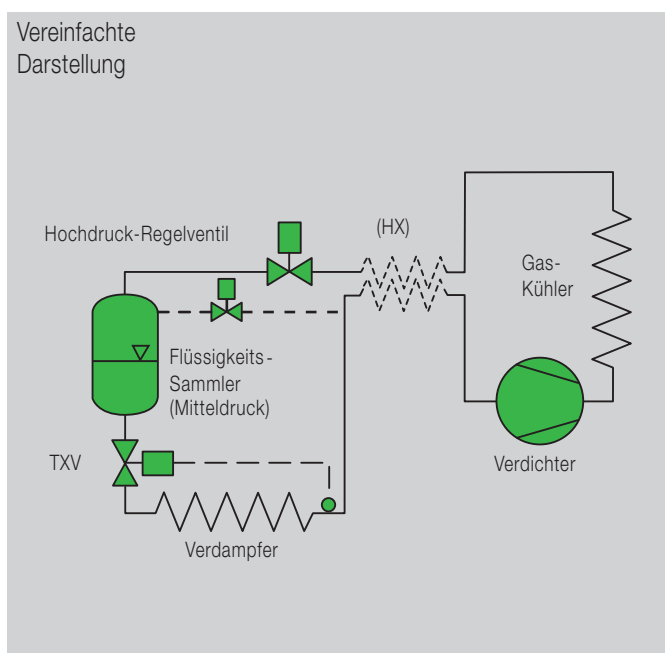 Vereinfachte
Darstellung
Hochdruck-Regelventil
(HX)
Gas-
Kühler
Flüssigkeits-
Sammler
(Mitteldruck)
TXV
Verdichter
Verdampfer